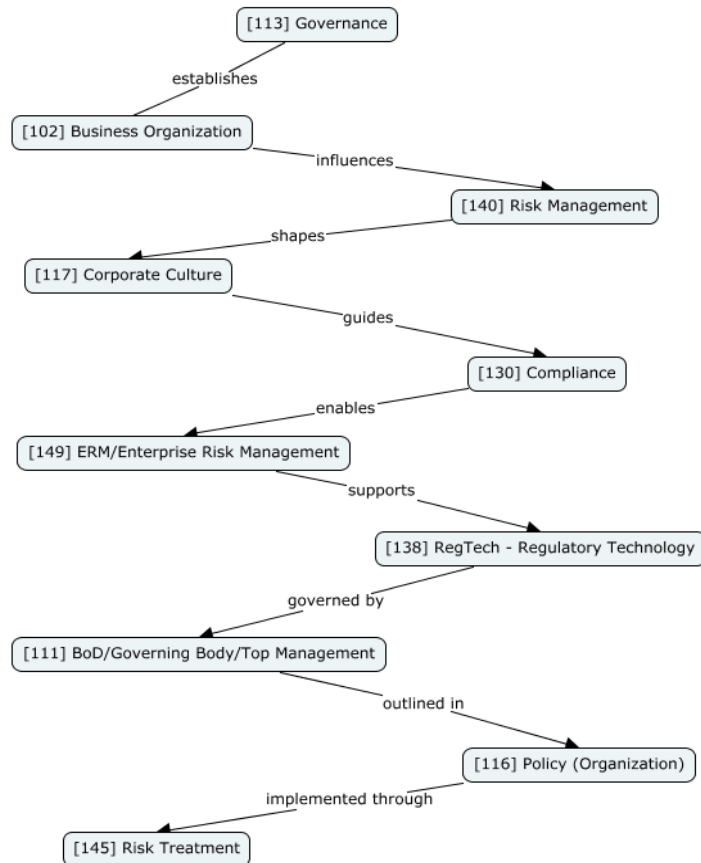 [113] Governance
establishes
[102] Business Organization
influences
[140] Risk Management
shapes
[117] Corporate Culture
guides
[130] Compliance
enables
[149] ERM/Enterprise Risk Management
supports
[138] RegTech - Regulatory Technology
governed by
[111] BoD/Governing Body/Top Management
outlined in
[116] Policy (Organization)
implemented through
[145] Risk Treatment